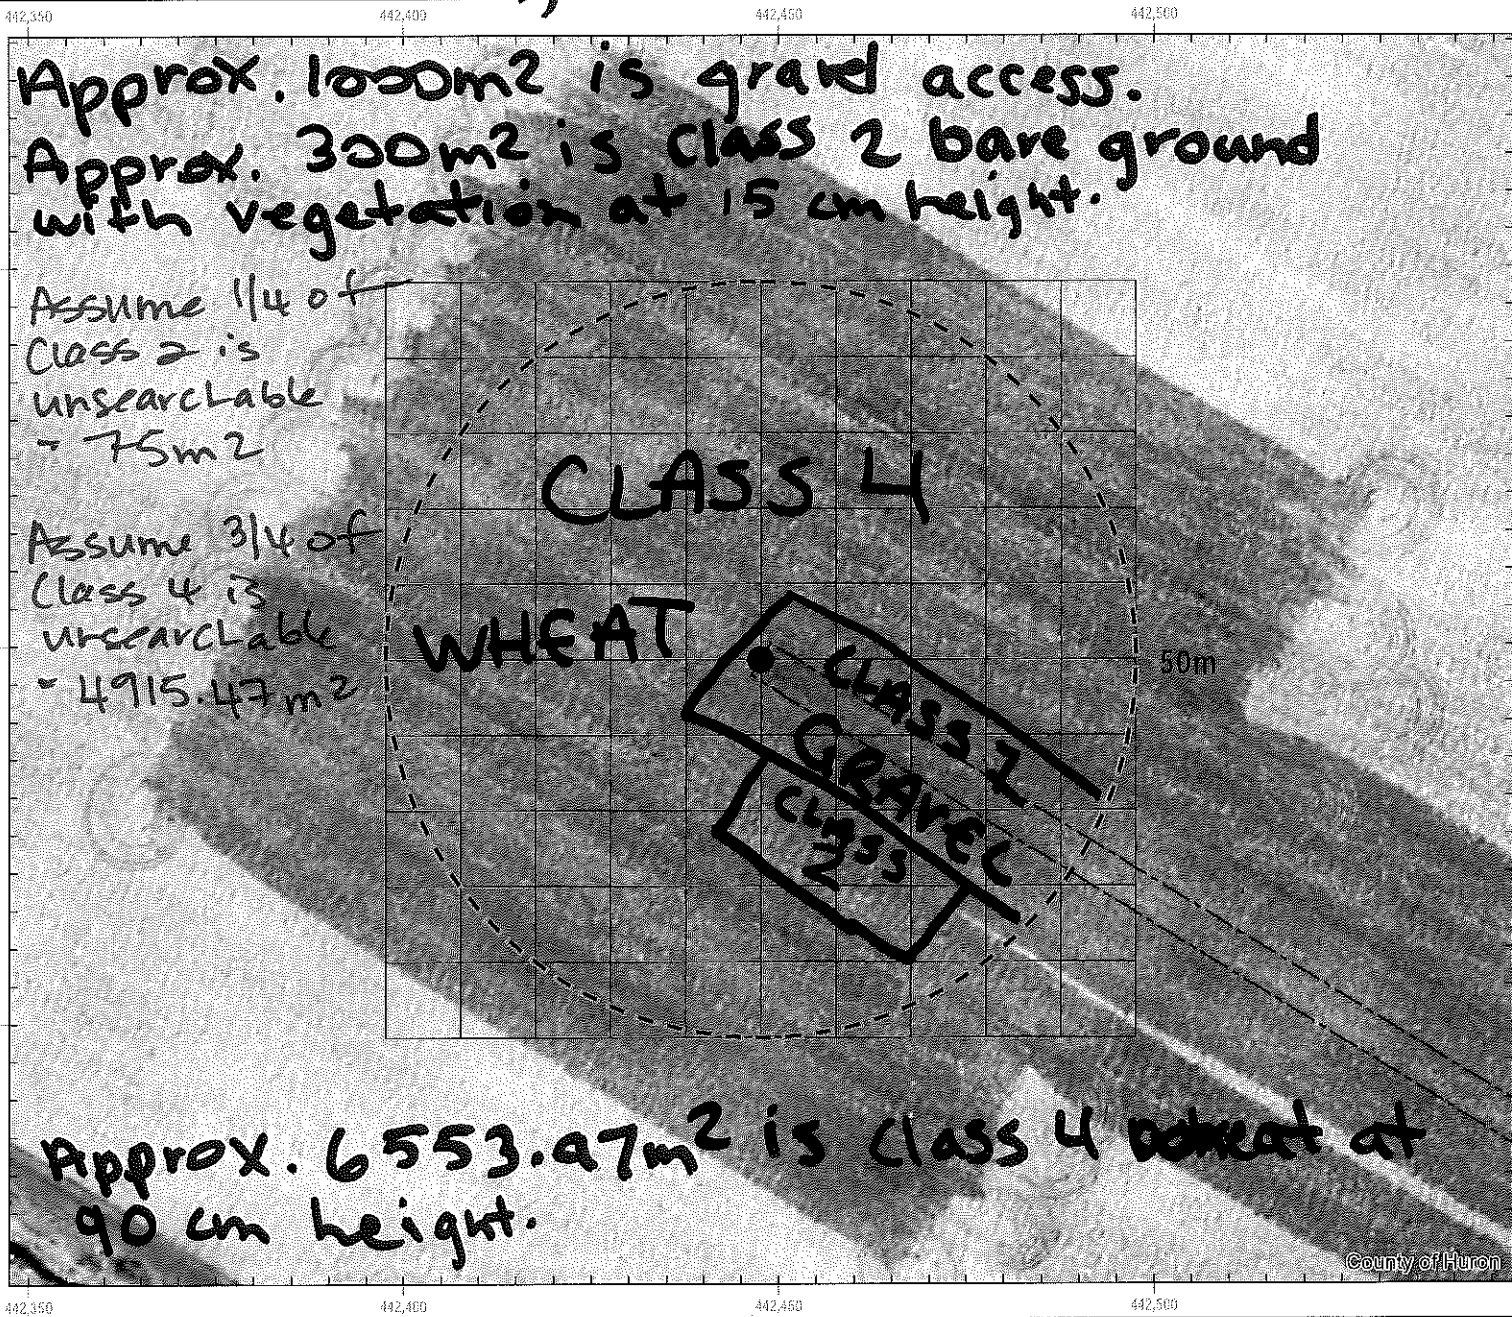 442,350 442,400 442,450 442,500
Approx. 1000m2 is gravel access.
Approx. 300m2 is Class 2 bare ground
with vegetation at 15 cm height.
Assume 1/4 of
Class 2 is
unsearchable
- 75m2
CLASS 4
Assume 3/4 of
Class 4 is
unsearchable
- 4915.47m2
WHEAT
50m
CLASS 1
GRAVEL
CLASS
2
Approx. 6553.97m2 is Class 4 wheat at
90 cm height.
County of Huron
442,350 442,400 442,450 442,500